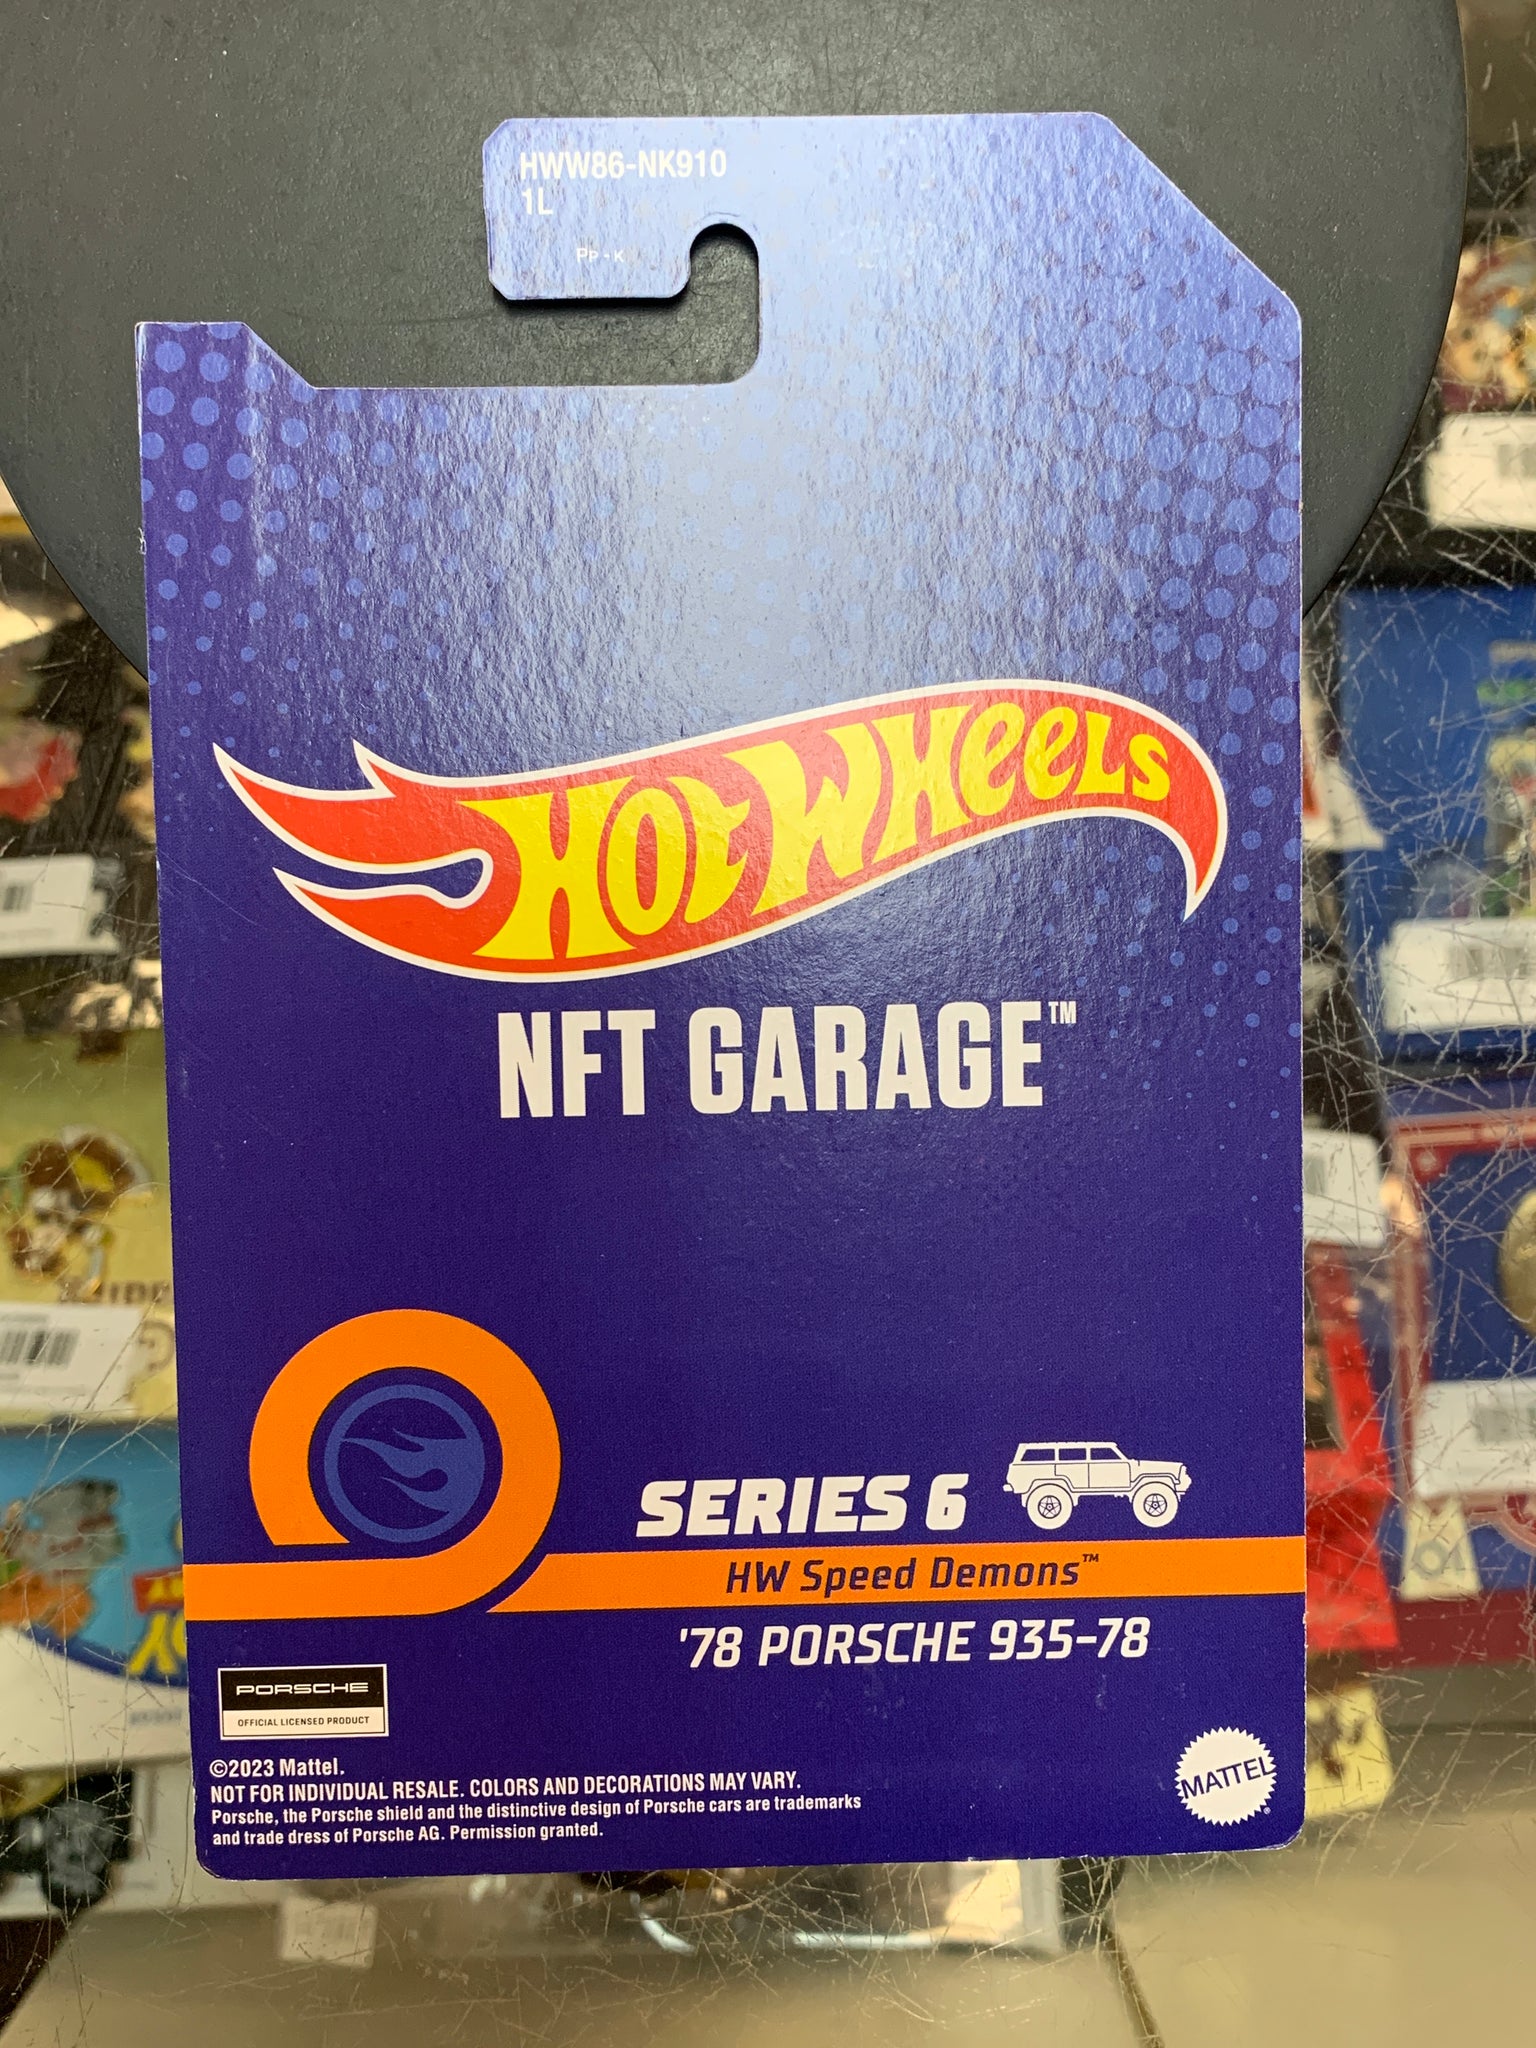 HWW86-NK910
1L
PP - K
HOT WHEELS
NFT GARAGE™
SERIES 6
HW Speed Demons™
'78 PORSCHE 935-78
PORSCHE
OFFICIAL LICENSED PRODUCT
©2023 Mattel.
NOT FOR INDIVIDUAL RESALE. COLORS AND DECORATIONS MAY VARY.
Porsche, the Porsche shield and the distinctive design of Porsche cars are trademarks
and trade dress of Porsche AG. Permission granted.
MATTEL®